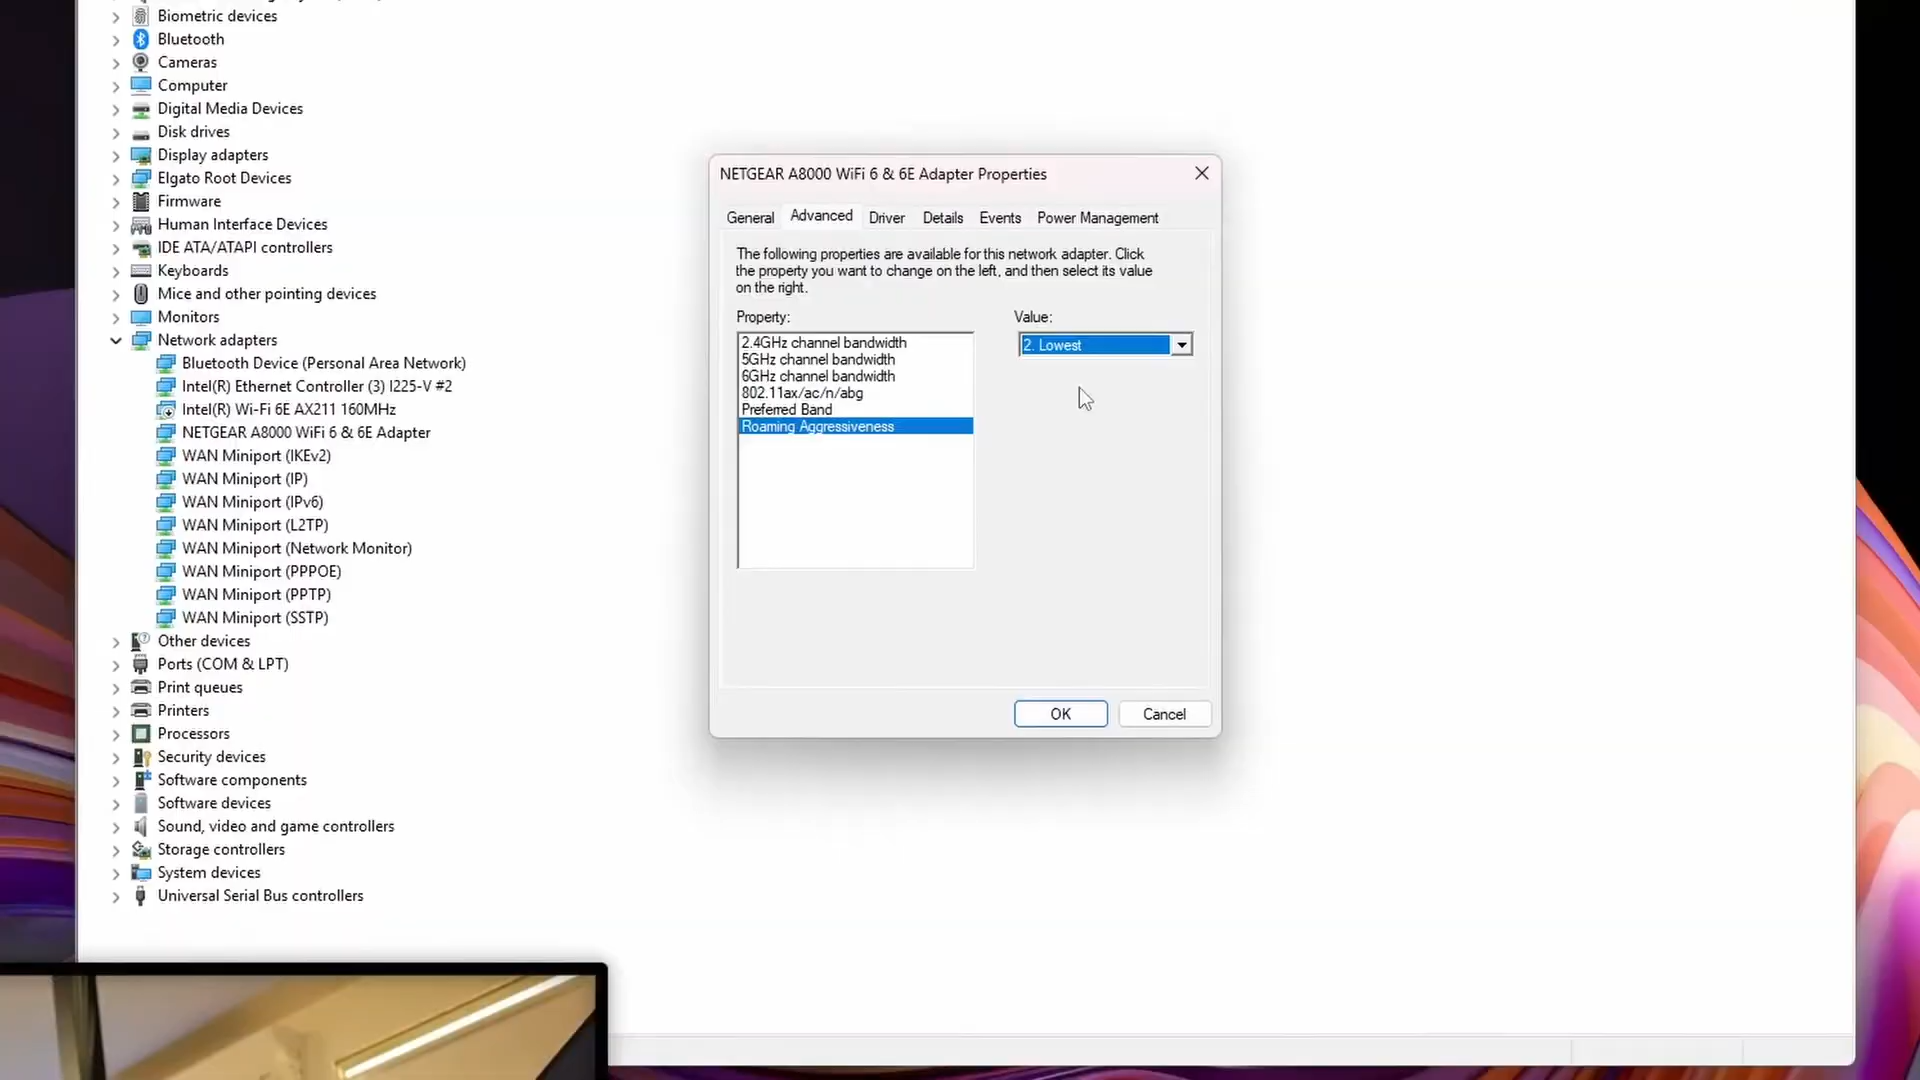 Biometric devices
Bluetooth
Cameras
Computer
Digital Media Devices
Disk drives
Display adapters
Elgato Root Devices
Firmware
Human Interface Devices
IDE ATA/ATAPI controllers
Keyboards
Mice and other pointing devices
Monitors
Network adapters
Bluetooth Device (Personal Area Network)
Intel(R) Ethernet Controller (3) I225-V #2
Intel(R) Wi-Fi 6E AX211 160MHz
NETGEAR A8000 WiFi 6 & 6E Adapter
WAN Miniport (IKEv2)
WAN Miniport (IP)
WAN Miniport (IPv6)
WAN Miniport (L2TP)
WAN Miniport (Network Monitor)
WAN Miniport (PPPOE)
WAN Miniport (PPTP)
WAN Miniport (SSTP)
Other devices
Ports (COM & LPT)
Print queues
Printers
Processors
Security devices
Software components
Software devices
Sound, video and game controllers
Storage controllers
System devices
Universal Serial Bus controllers
NETGEAR A8000 WiFi 6 & 6E Adapter Properties
General Advanced Driver Details Events Power Management
The following properties are available for this network adapter. Click
the property you want to change on the left, and then select its value
on the right.
Property:
2.4GHz channel bandwidth
5GHz channel bandwidth
6GHz channel bandwidth
802.11ax/ac/n/abg
Preferred Band
Roaming Aggressiveness
Value:
2. Lowest
OK Cancel